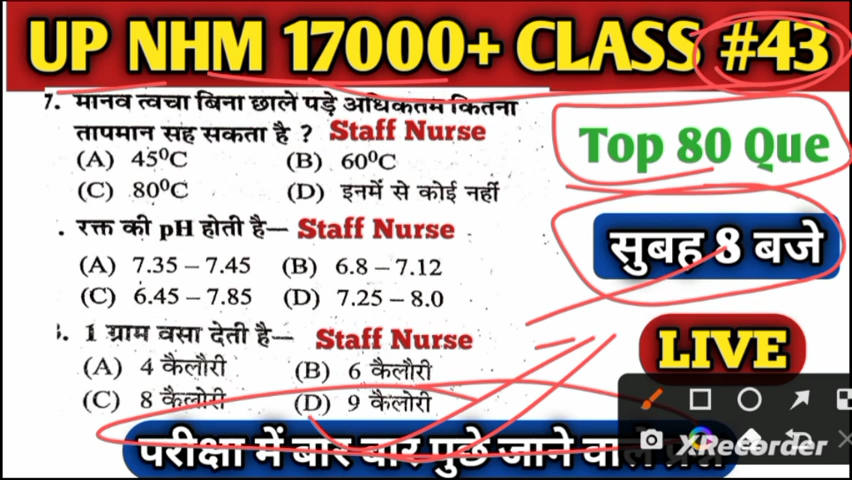 UP NHM 17000+ CLASS #43
7. मानव त्वचा बिना छाले पड़े अधिकतम कितना
तापमान सह सकता है ? Staff Nurse
(A) 45⁰C (B) 60⁰C
(C) 80⁰C (D) इनमें से कोई नहीं
. रक्त की pH होती है— Staff Nurse
(A) 7.35 – 7.45 (B) 6.8 – 7.12
(C) 6.45 – 7.85 (D) 7.25 – 8.0
. 1 ग्राम वसा देती है— Staff Nurse
(A) 4 कैलौरी (B) 6 कैलौरी
(C) 8 कैलोरी (D) 9 कैलोरी
Top 80 Que
सुबह 8 बजे
LIVE
परीक्षा में बार बार पुछे जाने वाले
XRecorder